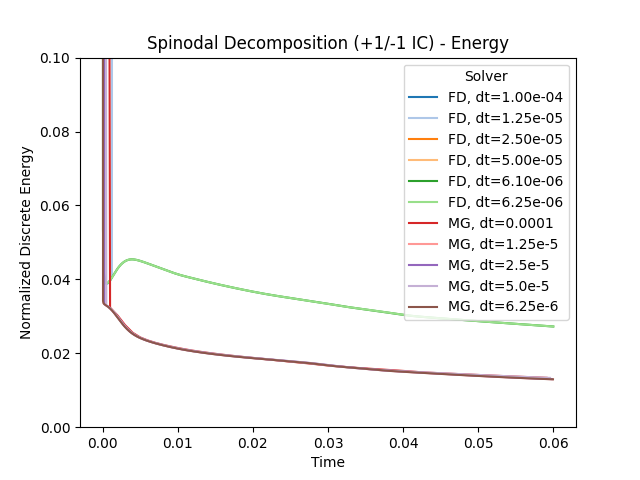 Spinodal Decomposition (+1/-1 IC) - Energy
Normalized Discrete Energy
0.10
0.08
0.06
0.04
0.02
0.00
Solver
FD, dt=1.00e-04
FD, dt=1.25e-05
FD, dt=2.50e-05
FD, dt=5.00e-05
FD, dt=6.10e-06
FD, dt=6.25e-06
MG, dt=0.0001
MG, dt=1.25e-5
MG, dt=2.5e-5
MG, dt=5.0e-5
MG, dt=6.25e-6
0.00 0.01 0.02 0.03 0.04 0.05 0.06
Time